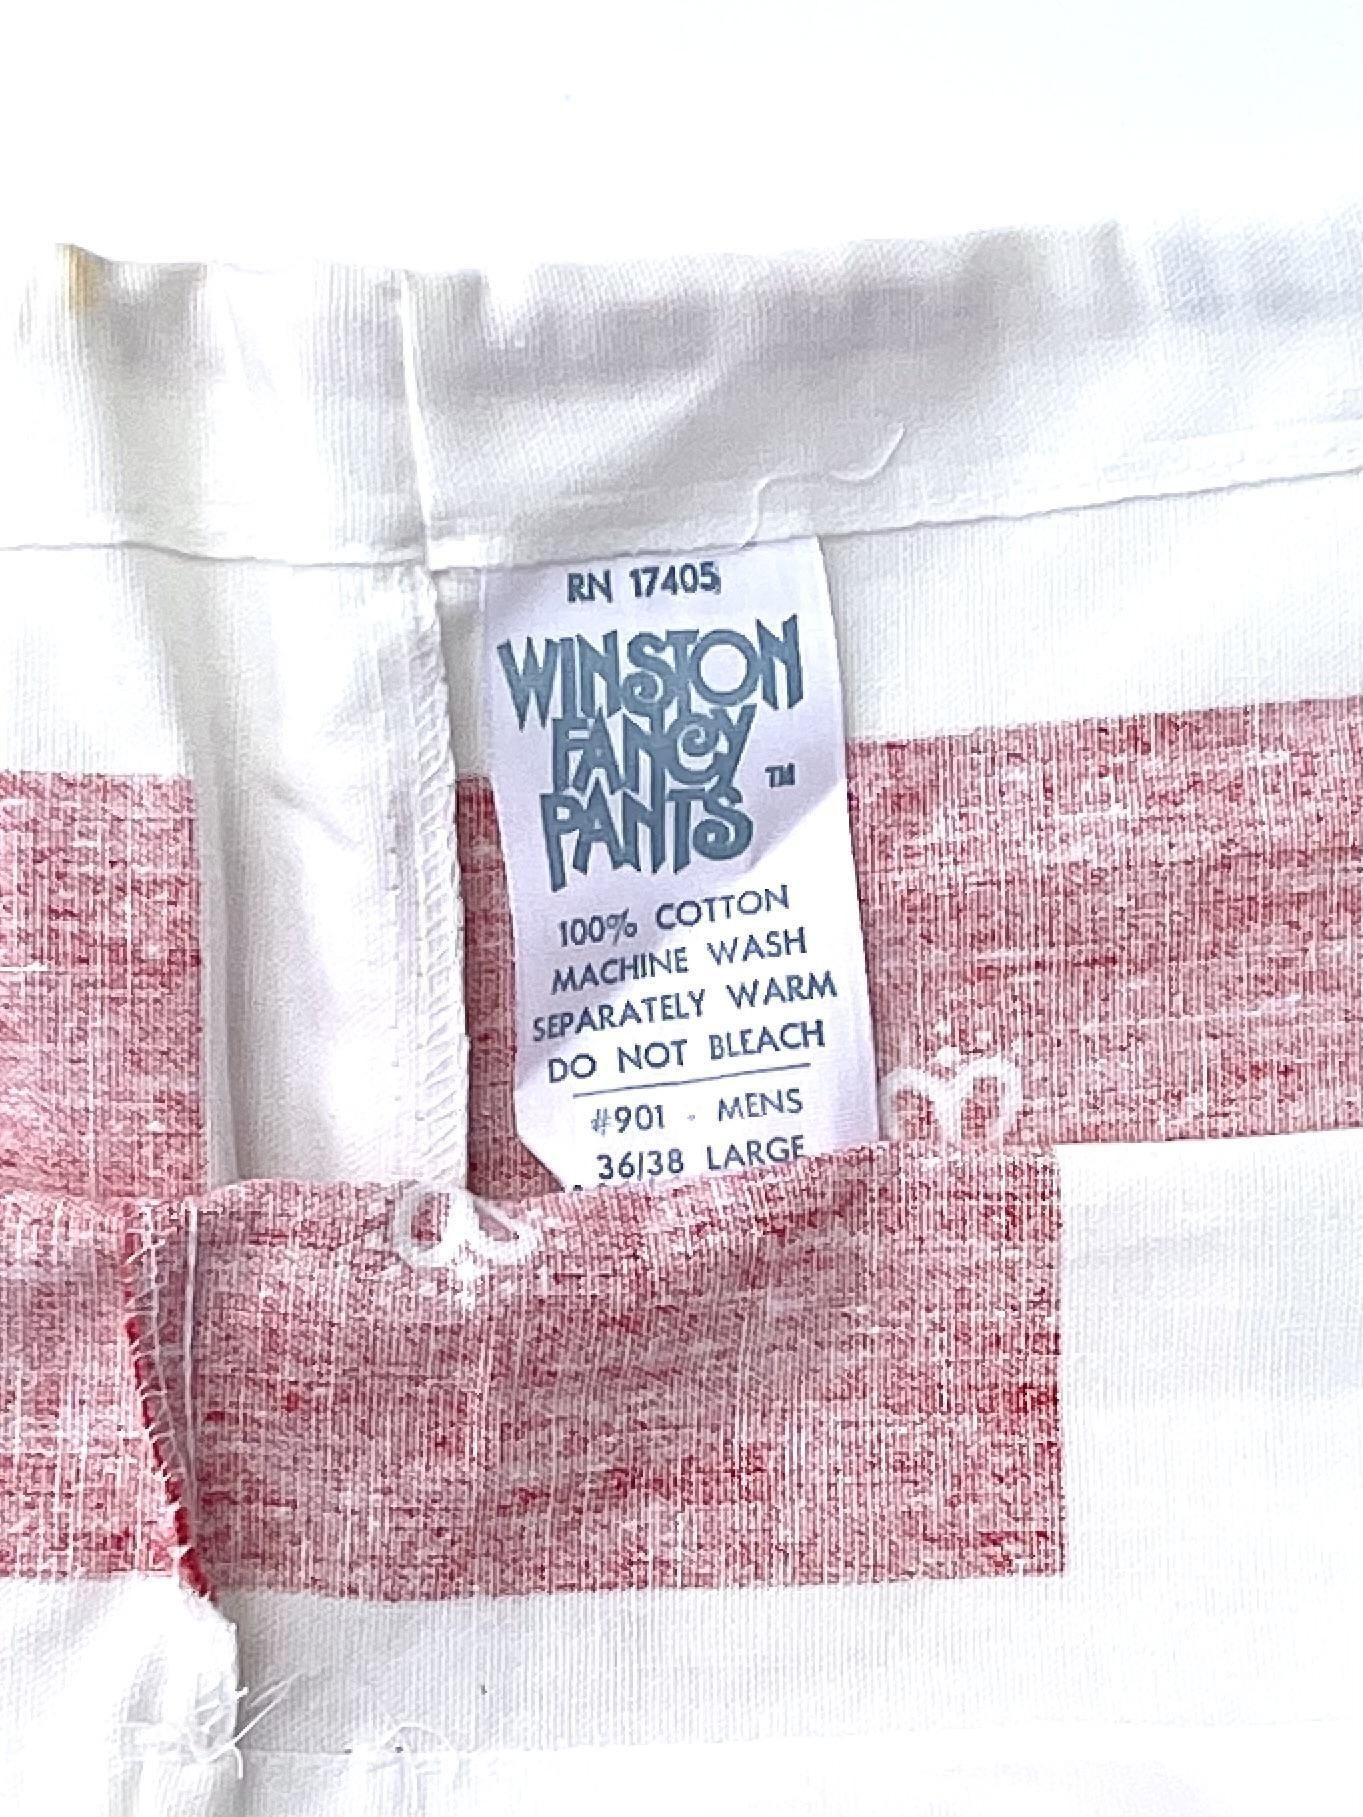 RN 17405
WINSTON
FANCY
PANTS TM
100% COTTON
MACHINE WASH
SEPARATELY WARM
DO NOT BLEACH
#901 - MENS
36/38 LARGE